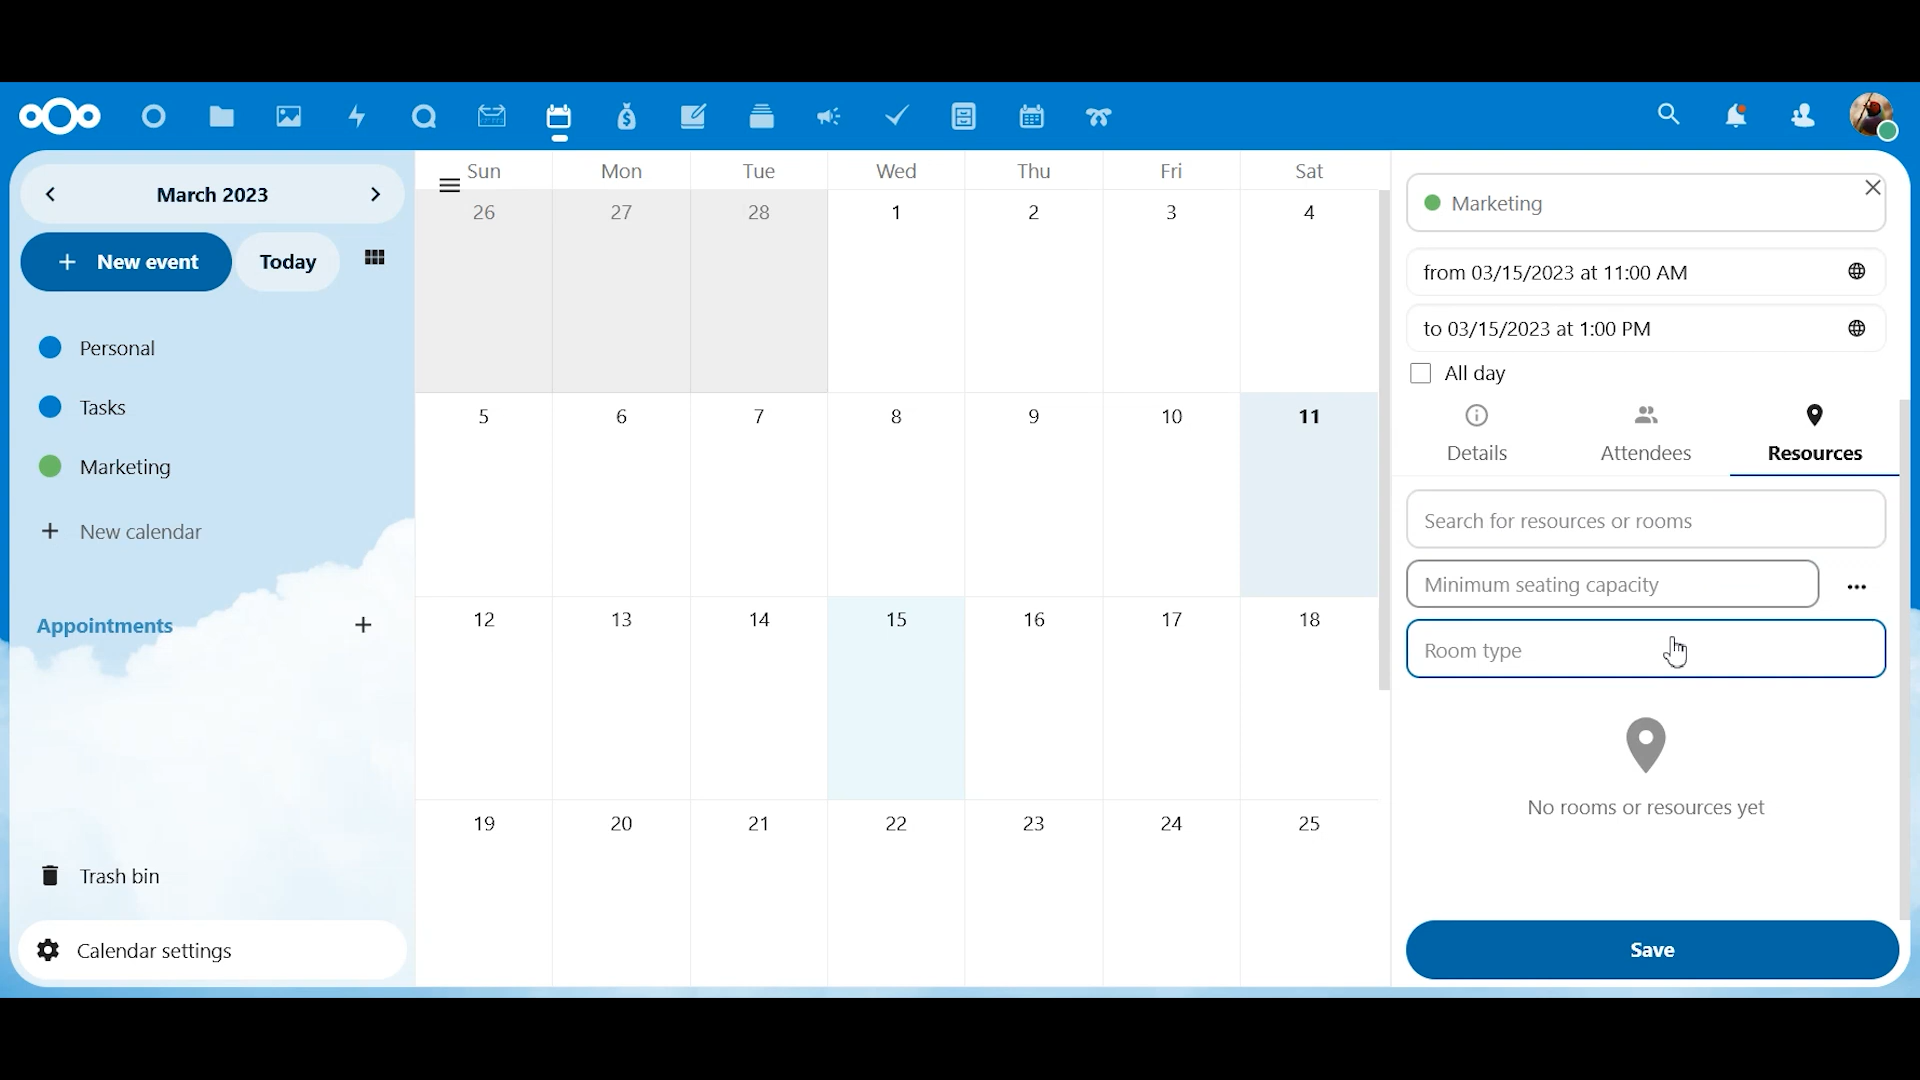 March 2023
+ New event
Today
Personal
Tasks
Marketing
+ New calendar
Appointments +
Trash bin
Calendar settings
Sun Mon Tue Wed Thu Fri Sat
26 27 28 1 2 3 4
5 6 7 8 9 10 11
12 13 14 15 16 17 18
19 20 21 22 23 24 25
Marketing
from 03/15/2023 at 11:00 AM
to 03/15/2023 at 1:00 PM
All day
Details Attendees Resources
Search for resources or rooms
Minimum seating capacity
Room type
No rooms or resources yet
Save